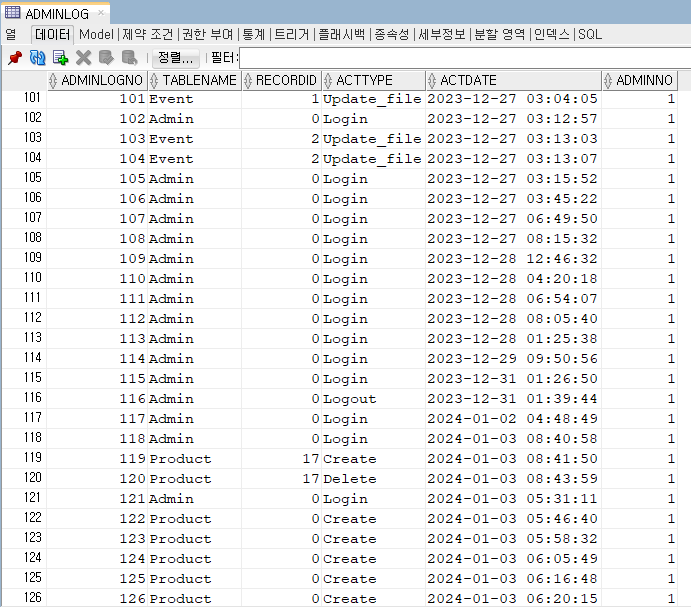 ADMINLOG ×
열 데이터 Model 제약 조건 권한 부여 통계 트리거 플래시백 종속성 세부정보 분할 영역 인덱스 SQL
정렬... 필터:
ADMINLOGNO TABLENAME RECORDID ACTTYPE ACTDATE ADMINNO
101 101 Event 1 Update_file 2023-12-27 03:04:05 1
102 102 Admin 0 Login 2023-12-27 03:12:57 1
103 103 Event 2 Update_file 2023-12-27 03:13:03 1
104 104 Event 2 Update_file 2023-12-27 03:13:07 1
105 105 Admin 0 Login 2023-12-27 03:15:52 1
106 106 Admin 0 Login 2023-12-27 03:45:22 1
107 107 Admin 0 Login 2023-12-27 06:49:50 1
108 108 Admin 0 Login 2023-12-27 08:15:32 1
109 109 Admin 0 Login 2023-12-28 12:46:32 1
110 110 Admin 0 Login 2023-12-28 04:20:18 1
111 111 Admin 0 Login 2023-12-28 06:54:07 1
112 112 Admin 0 Login 2023-12-28 08:05:40 1
113 113 Admin 0 Login 2023-12-28 01:25:38 1
114 114 Admin 0 Login 2023-12-29 09:50:56 1
115 115 Admin 0 Login 2023-12-31 01:26:50 1
116 116 Admin 0 Logout 2023-12-31 01:39:44 1
117 117 Admin 0 Login 2024-01-02 04:48:49 1
118 118 Admin 0 Login 2024-01-03 08:40:58 1
119 119 Product 17 Create 2024-01-03 08:41:50 1
120 120 Product 17 Delete 2024-01-03 08:43:59 1
121 121 Admin 0 Login 2024-01-03 05:31:11 1
122 122 Product 0 Create 2024-01-03 05:46:40 1
123 123 Product 0 Create 2024-01-03 05:58:32 1
124 124 Product 0 Create 2024-01-03 06:05:49 1
125 125 Product 0 Create 2024-01-03 06:16:48 1
126 126 Product 0 Create 2024-01-03 06:20:15 1